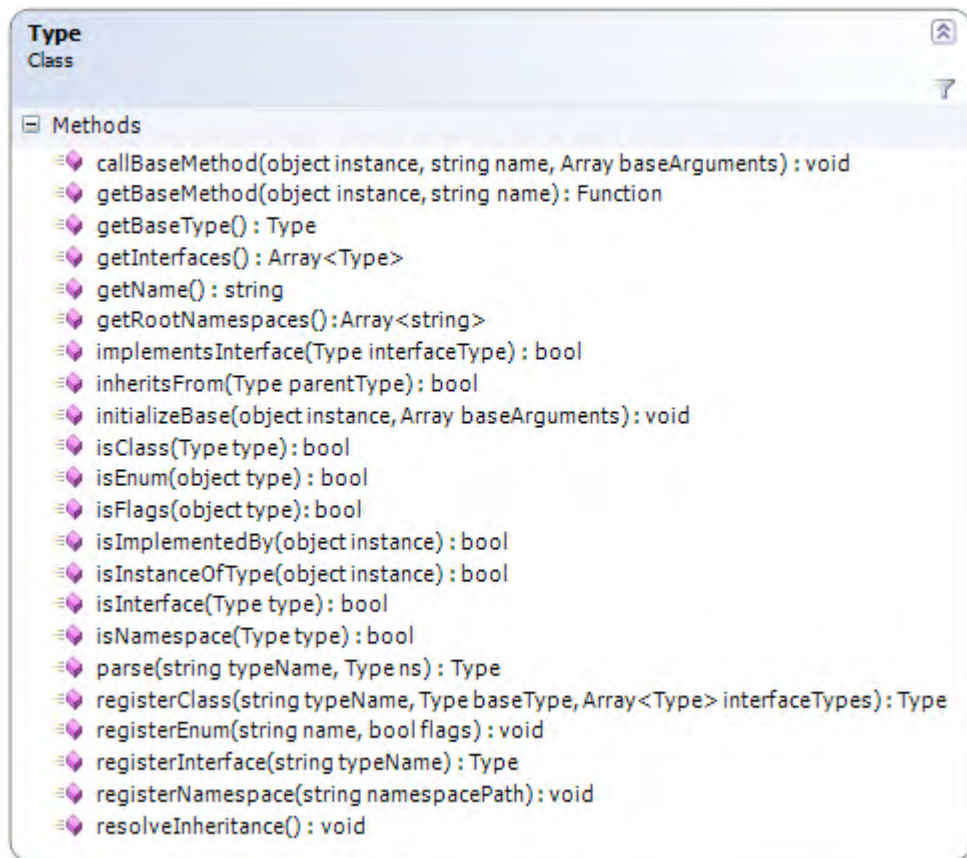 Type
Class
Methods
callBaseMethod(object instance, string name, Array baseArguments) : void
getBaseMethod(object instance, string name) : Function
getBaseType() : Type
getInterfaces() : Array<Type>
getName() : string
getRootNamespaces():Array<string>
implementsInterface(Type interfaceType) : bool
inheritsFrom(Type parentType) : bool
initializeBase(object instance, Array baseArguments) : void
isClass(Type type) : bool
isEnum(object type) : bool
isFlags(object type): bool
isImplementedBy(object instance) : bool
isInstanceOfType(object instance) : bool
isInterface(Type type) : bool
isNamespace(Type type) : bool
parse(string typeName, Type ns) : Type
registerClass(string typeName, Type baseType, Array<Type> interfaceTypes) : Type
registerEnum(string name, bool flags) : void
registerInterface(string typeName) : Type
registerNamespace(string namespacePath) : void
resolveInheritance() : void